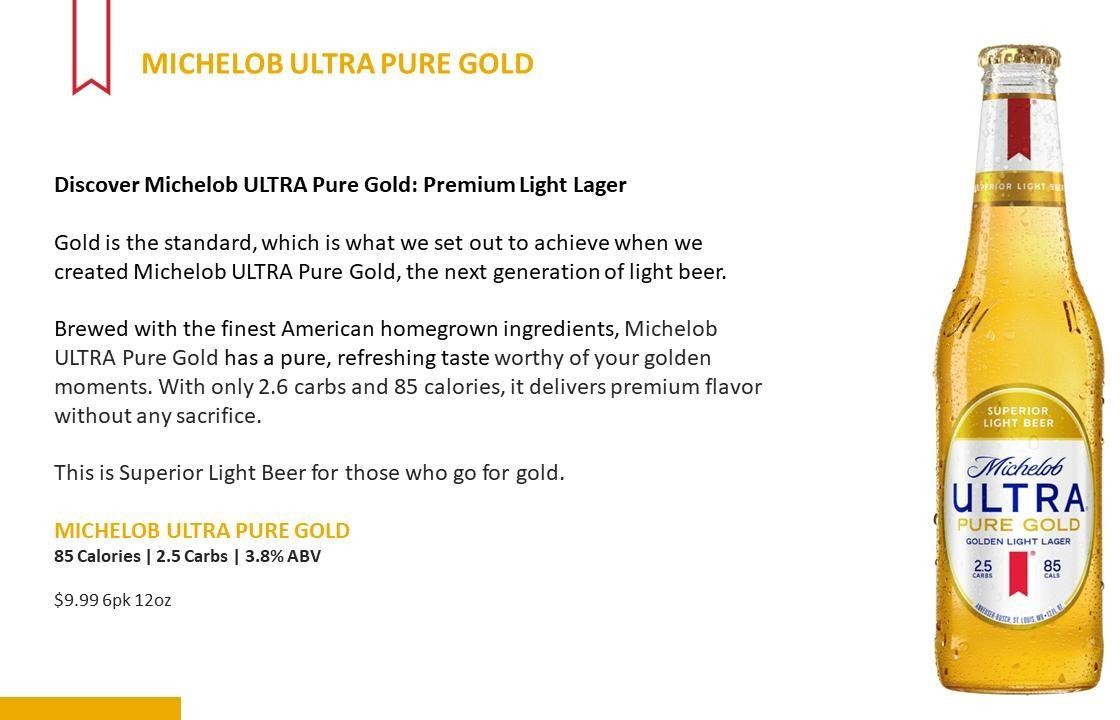 MICHELOB ULTRA PURE GOLD
Discover Michelob ULTRA Pure Gold: Premium Light Lager
Gold is the standard, which is what we set out to achieve when we
created Michelob ULTRA Pure Gold, the next generation of light beer.
Brewed with the finest American homegrown ingredients, Michelob
ULTRA Pure Gold has a pure, refreshing taste worthy of your golden
moments. With only 2.6 carbs and 85 calories, it delivers premium flavor
without any sacrifice.
This is Superior Light Beer for those who go for gold.
MICHELOB ULTRA PURE GOLD
85 Calories | 2.5 Carbs | 3.8% ABV
$9.99 6pk 12oz
LIGHT
SUPERIOR
LIGHT BEER
Michelob
ULTRA
PURE GOLD
GOLDEN LIGHT LAGER
2.5 85
CARBS CALS
ANHEUSER-BUSCH, ST. LOUIS, MO